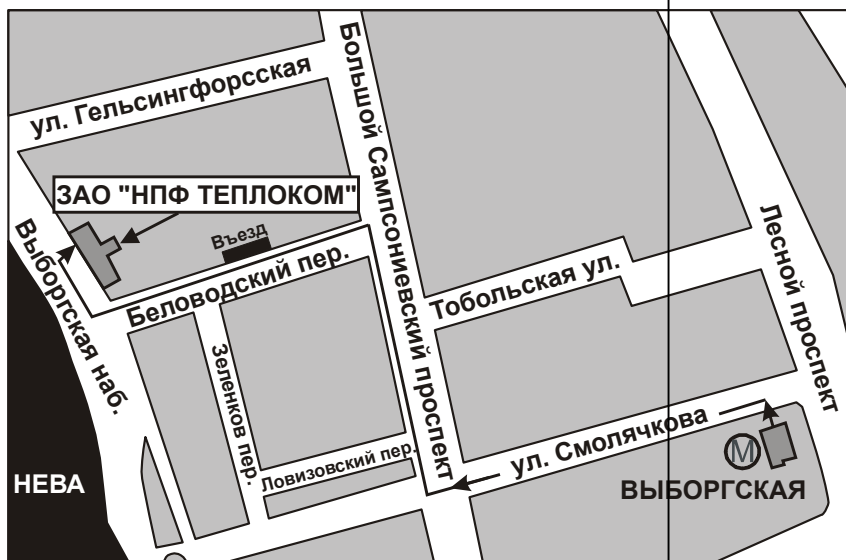 ул. Гельсингфорсская
Большой Сампсониевский проспект
ЗАО "НПФ ТЕПЛОКОМ"
Въезд
Выборгская наб.
Беловодский пер.
Лесной проспект
Тобольская ул.
Зеленков пер.
Ловизовский пер.
ул. Смолячкова
М
НЕВА
ВЫБОРГСКАЯ